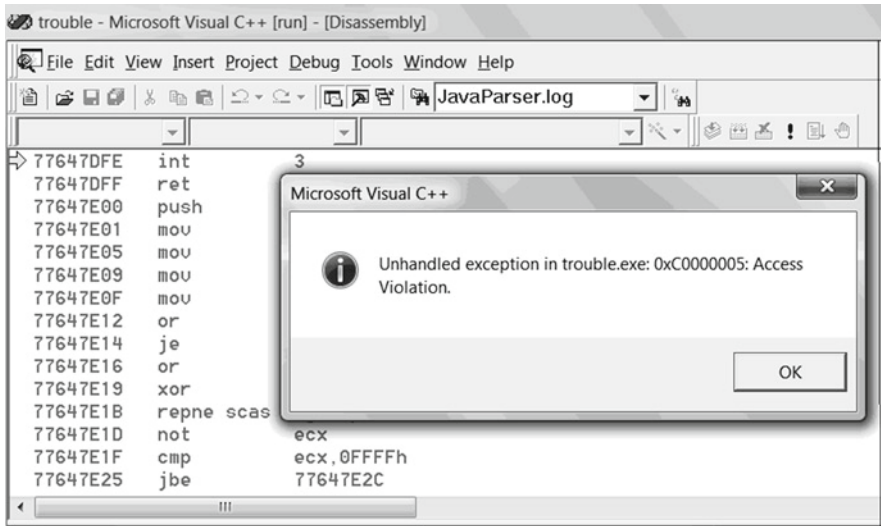 trouble - Microsoft Visual C++ [run] - [Disassembly]
File Edit View Insert Project Debug Tools Window Help
JavaParser.log
77647DFE int 3
77647DFF ret
77647E00 push
77647E01 mov
77647E05 mov
77647E09 mov
77647E0F mov
77647E12 or
77647E14 je
77647E16 or
77647E19 xor
77647E1B repne scas
77647E1D not ecx
77647E1F cmp ecx,0FFFFh
77647E25 jbe 77647E2C
Microsoft Visual C++
Unhandled exception in trouble.exe: 0xC0000005: Access
Violation.
OK